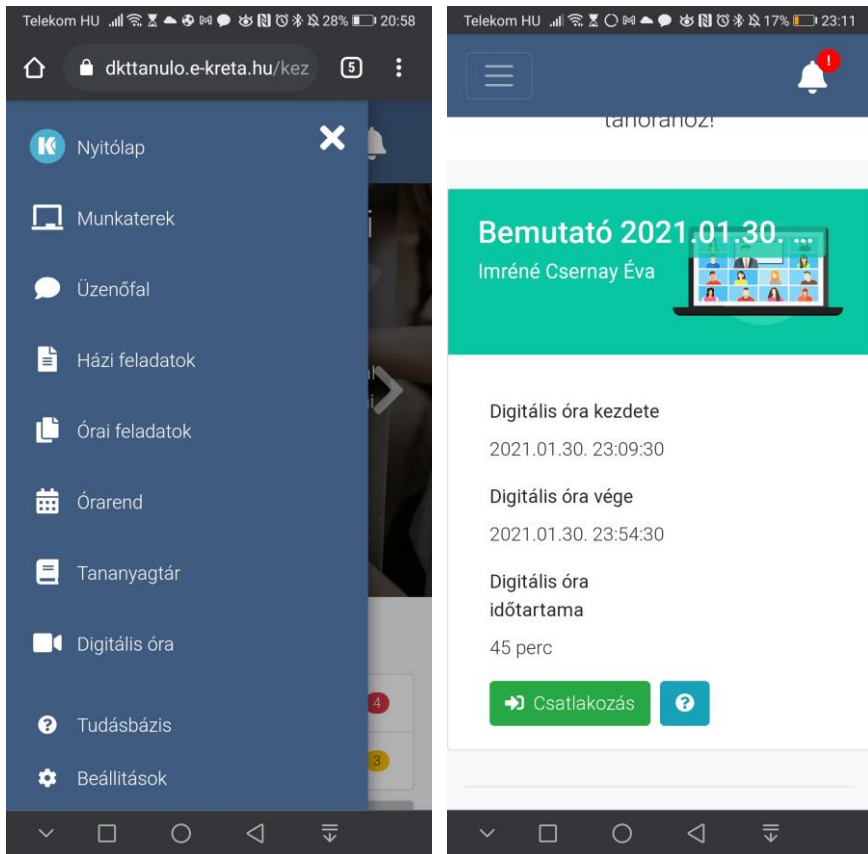 Telekom HU 28% 20:58
dkttanulo.e-kreta.hu/kez 5
Nyitólap
Munkaterek
Üzenőfal
Házi feladatok
Órai feladatok
Órarend
Tananyagtár
Digitális óra
4
Tudásbázis
3
Beállítások
Telekom HU 17% 23:11
tanórához!
Bemutató 2021.01.30. ...
Imréné Csernay Éva
Digitális óra kezdete
2021.01.30. 23:09:30
Digitális óra vége
2021.01.30. 23:54:30
Digitális óra
időtartama
45 perc
Csatlakozás